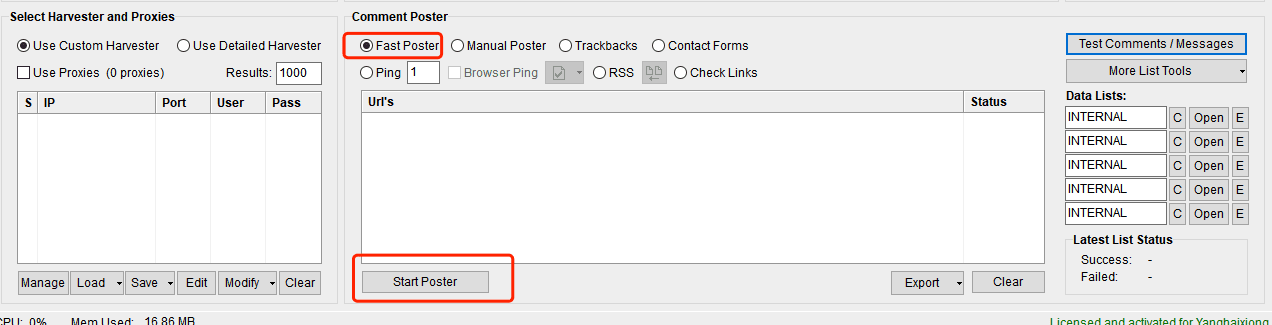 Select Harvester and Proxies
Use Custom Harvester Use Detailed Harvester
Use Proxies (0 proxies) Results: 1000
S IP Port User Pass
Manage Load Save Edit Modify Clear
Comment Poster
Fast Poster Manual Poster Trackbacks Contact Forms
Ping 1 Browser Ping RSS Check Links
Url's Status
Start Poster Export Clear
Test Comments / Messages
More List Tools
Data Lists:
INTERNAL C Open E
INTERNAL C Open E
INTERNAL C Open E
INTERNAL C Open E
INTERNAL C Open E
Latest List Status
Success: -
Failed: -
CPU: 0% Mem Used: 16.86 MB Licensed and activated for Yanghaixiong